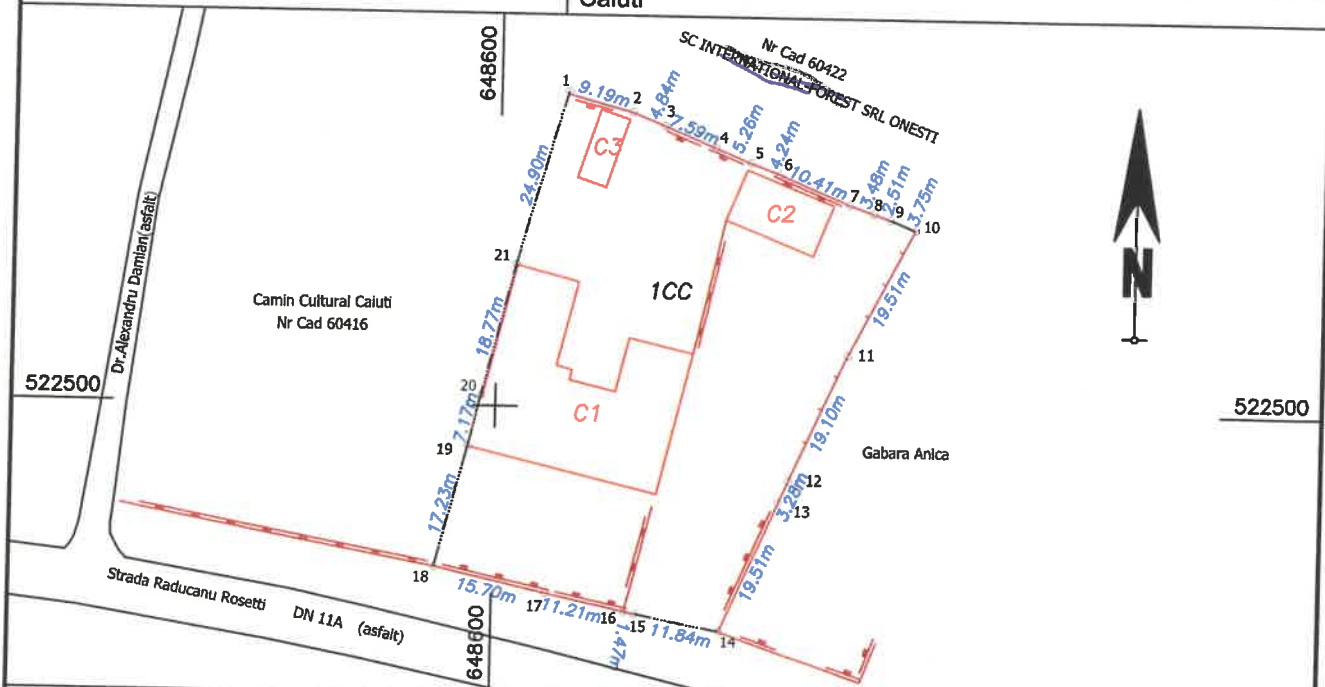 Caiuti
648600
Nr Cad 60422
SC INTERNATIONAL FOREST SRL ONESTI
1
9.19m
2
4.84m
3
7.59m
4
5.26m
5
4.24m
6
10.41m
7
3.48m
8
2.51m
9
3.75m
10
C3
C2
24.90m
Dr.Alexandru Damian(asfalt)
21
1CC
19.51m
N
Camin Cultural Caiuti
Nr Cad 60416
18.77m
11
522500
20
C1
522500
7.17m
19.10m
19
Gabara Anica
12
3.28m
13
17.23m
19.51m
18
Strada Raducanu Rosetti DN 11A (asfalt)
15.70m
17
11.21m
16
1.47m
15
11.84m
14
648600